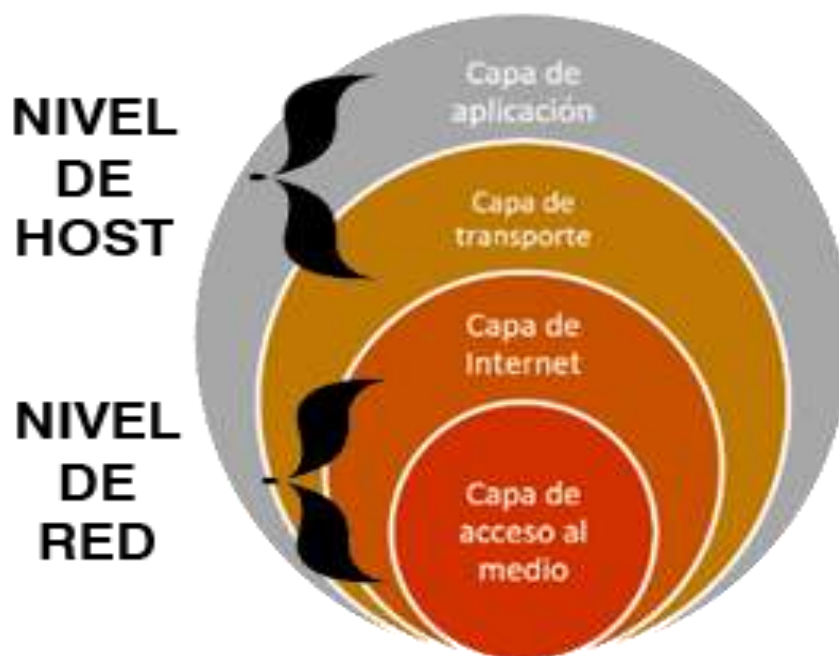 NIVEL
DE
HOST
Capa de
aplicación
Capa de
transporte
Capa de
Internet
NIVEL
DE
RED
Capa de
acceso al
medio